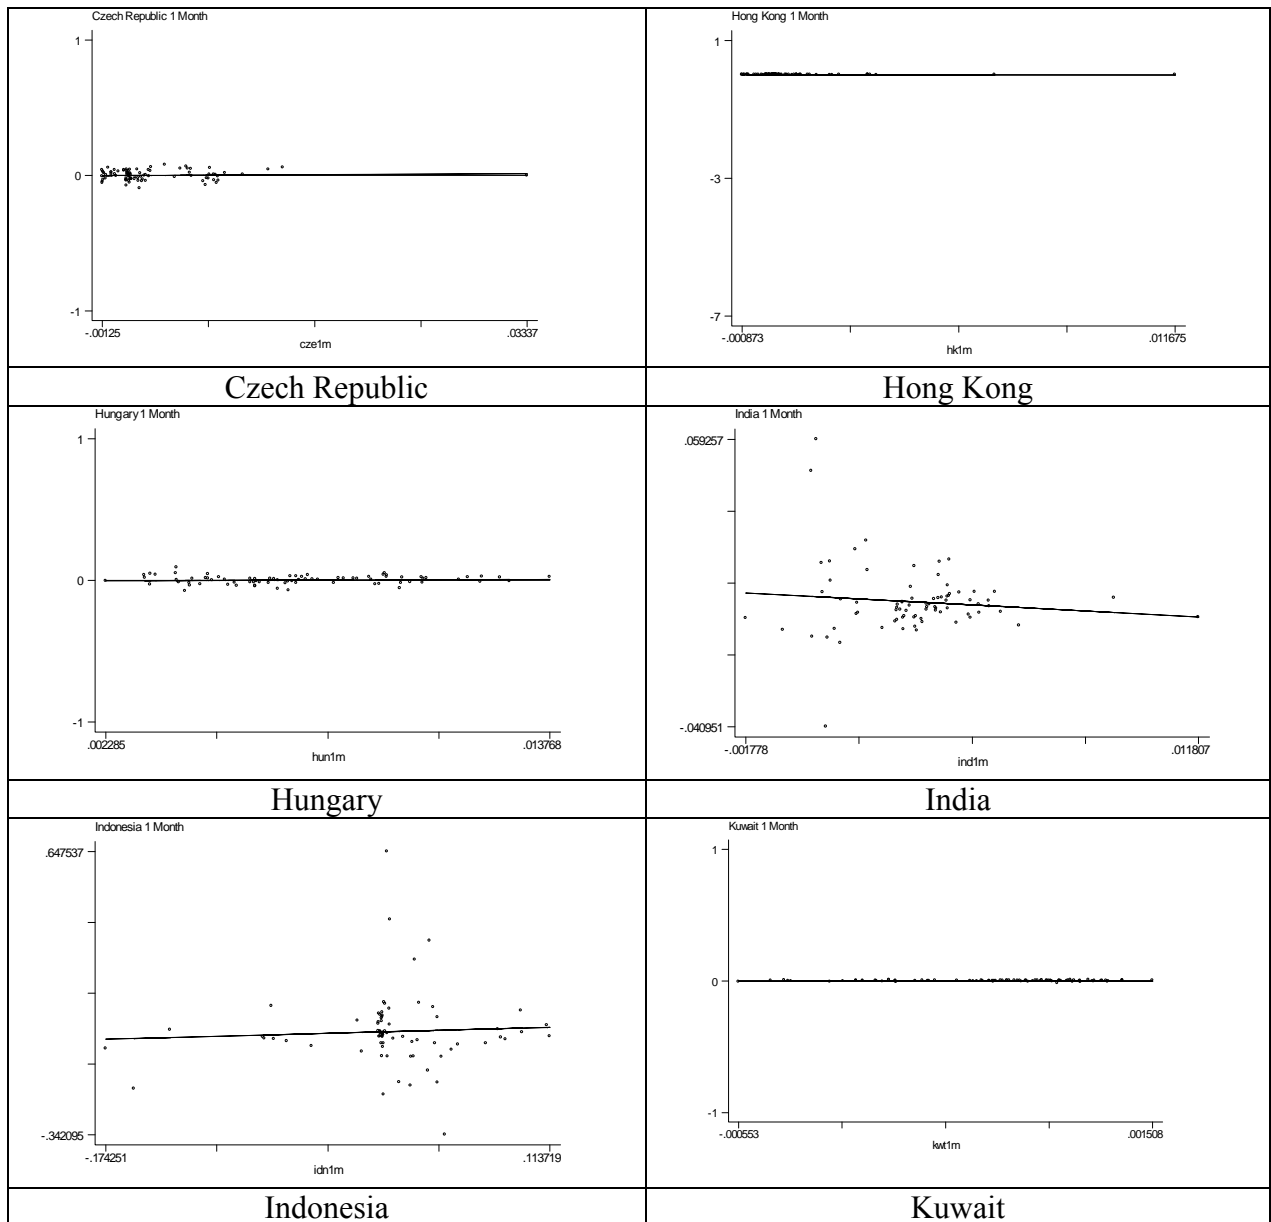 Czech Republic 1 Month
1
0
-1
-.00125
.03337
cze1m
Czech Republic
Hong Kong 1 Month
1
-3
-7
-.000873
.011675
hk1m
Hong Kong
Hungary 1 Month
1
0
-1
.002285
.013768
hun1m
Hungary
India 1 Month
.059257
-.040951
-.001778
.011807
ind1m
India
Indonesia 1 Month
.647537
-.342095
-.174251
.113719
idn1m
Indonesia
Kuwait 1 Month
1
0
-1
-.000553
.001508
kwt1m
Kuwait